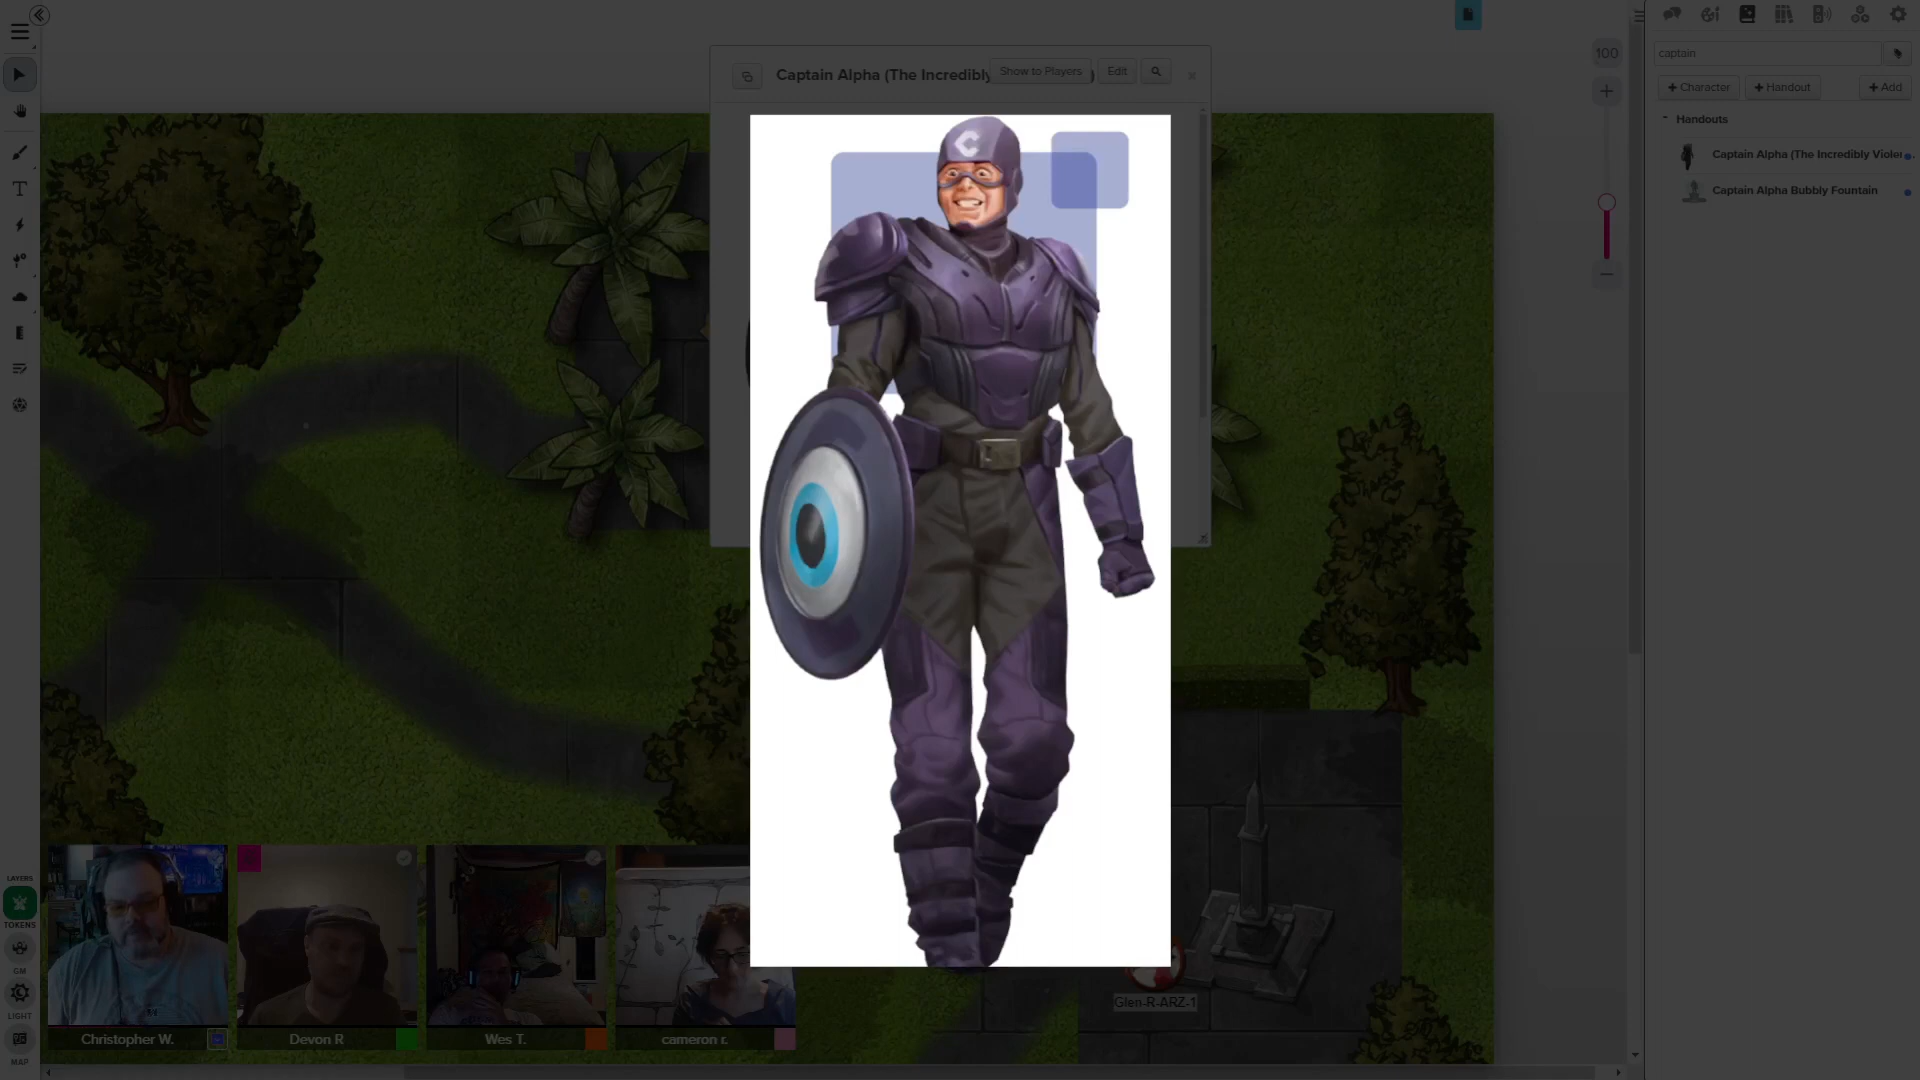 captain
100
Captain Alpha (The Incredibly
Show to Players
Edit
Character
Handout
Add
Handouts
Captain Alpha (The Incredibly Violen
Captain Alpha Bubbly Fountain
C
LAYERS
TOKENS
GM
LIGHT
MAP
Christopher W.
Devon R
Wes T.
cameron r.
Glen-R-ARZ-1